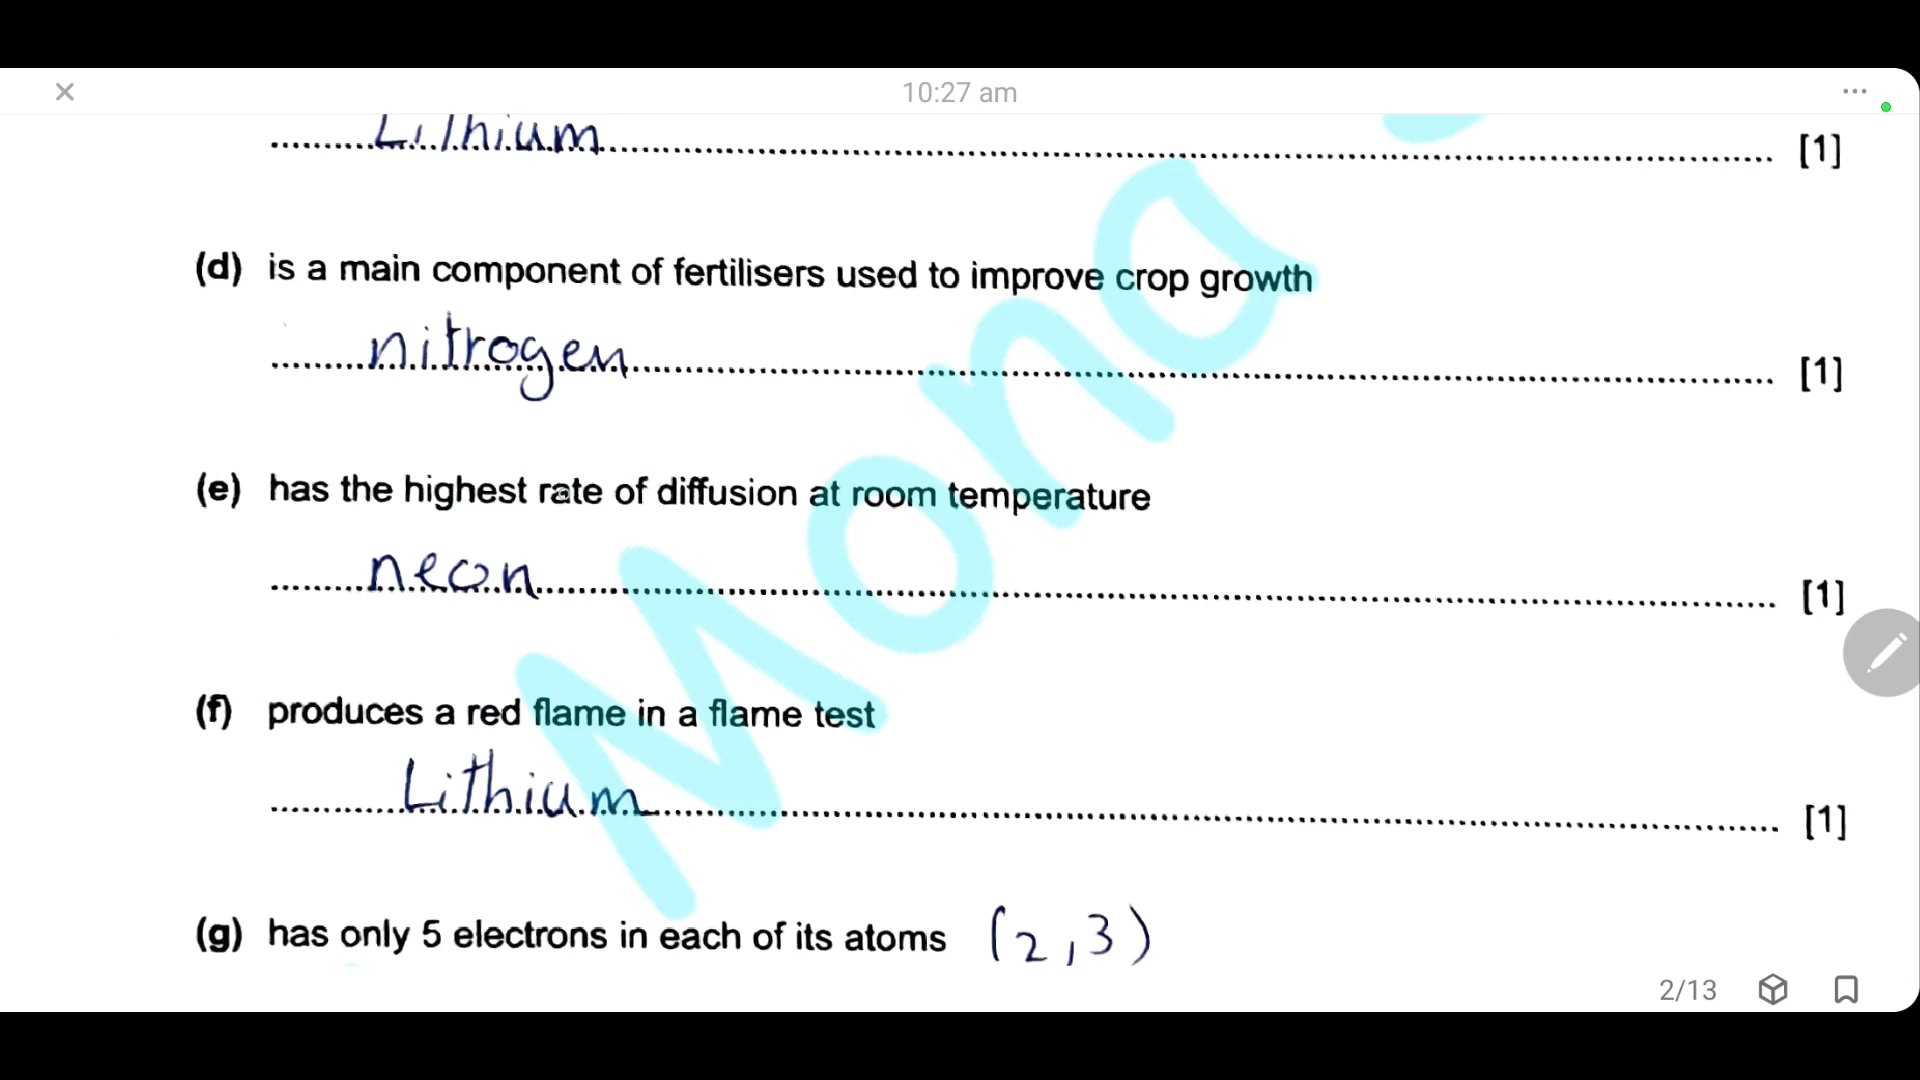 10:27 am
Lithium [1]
(d) is a main component of fertilisers used to improve crop growth
nitrogen [1]
(e) has the highest rate of diffusion at room temperature
neon [1]
(f) produces a red flame in a flame test
Lithium [1]
(g) has only 5 electrons in each of its atoms (2,3)
2/13
Mona